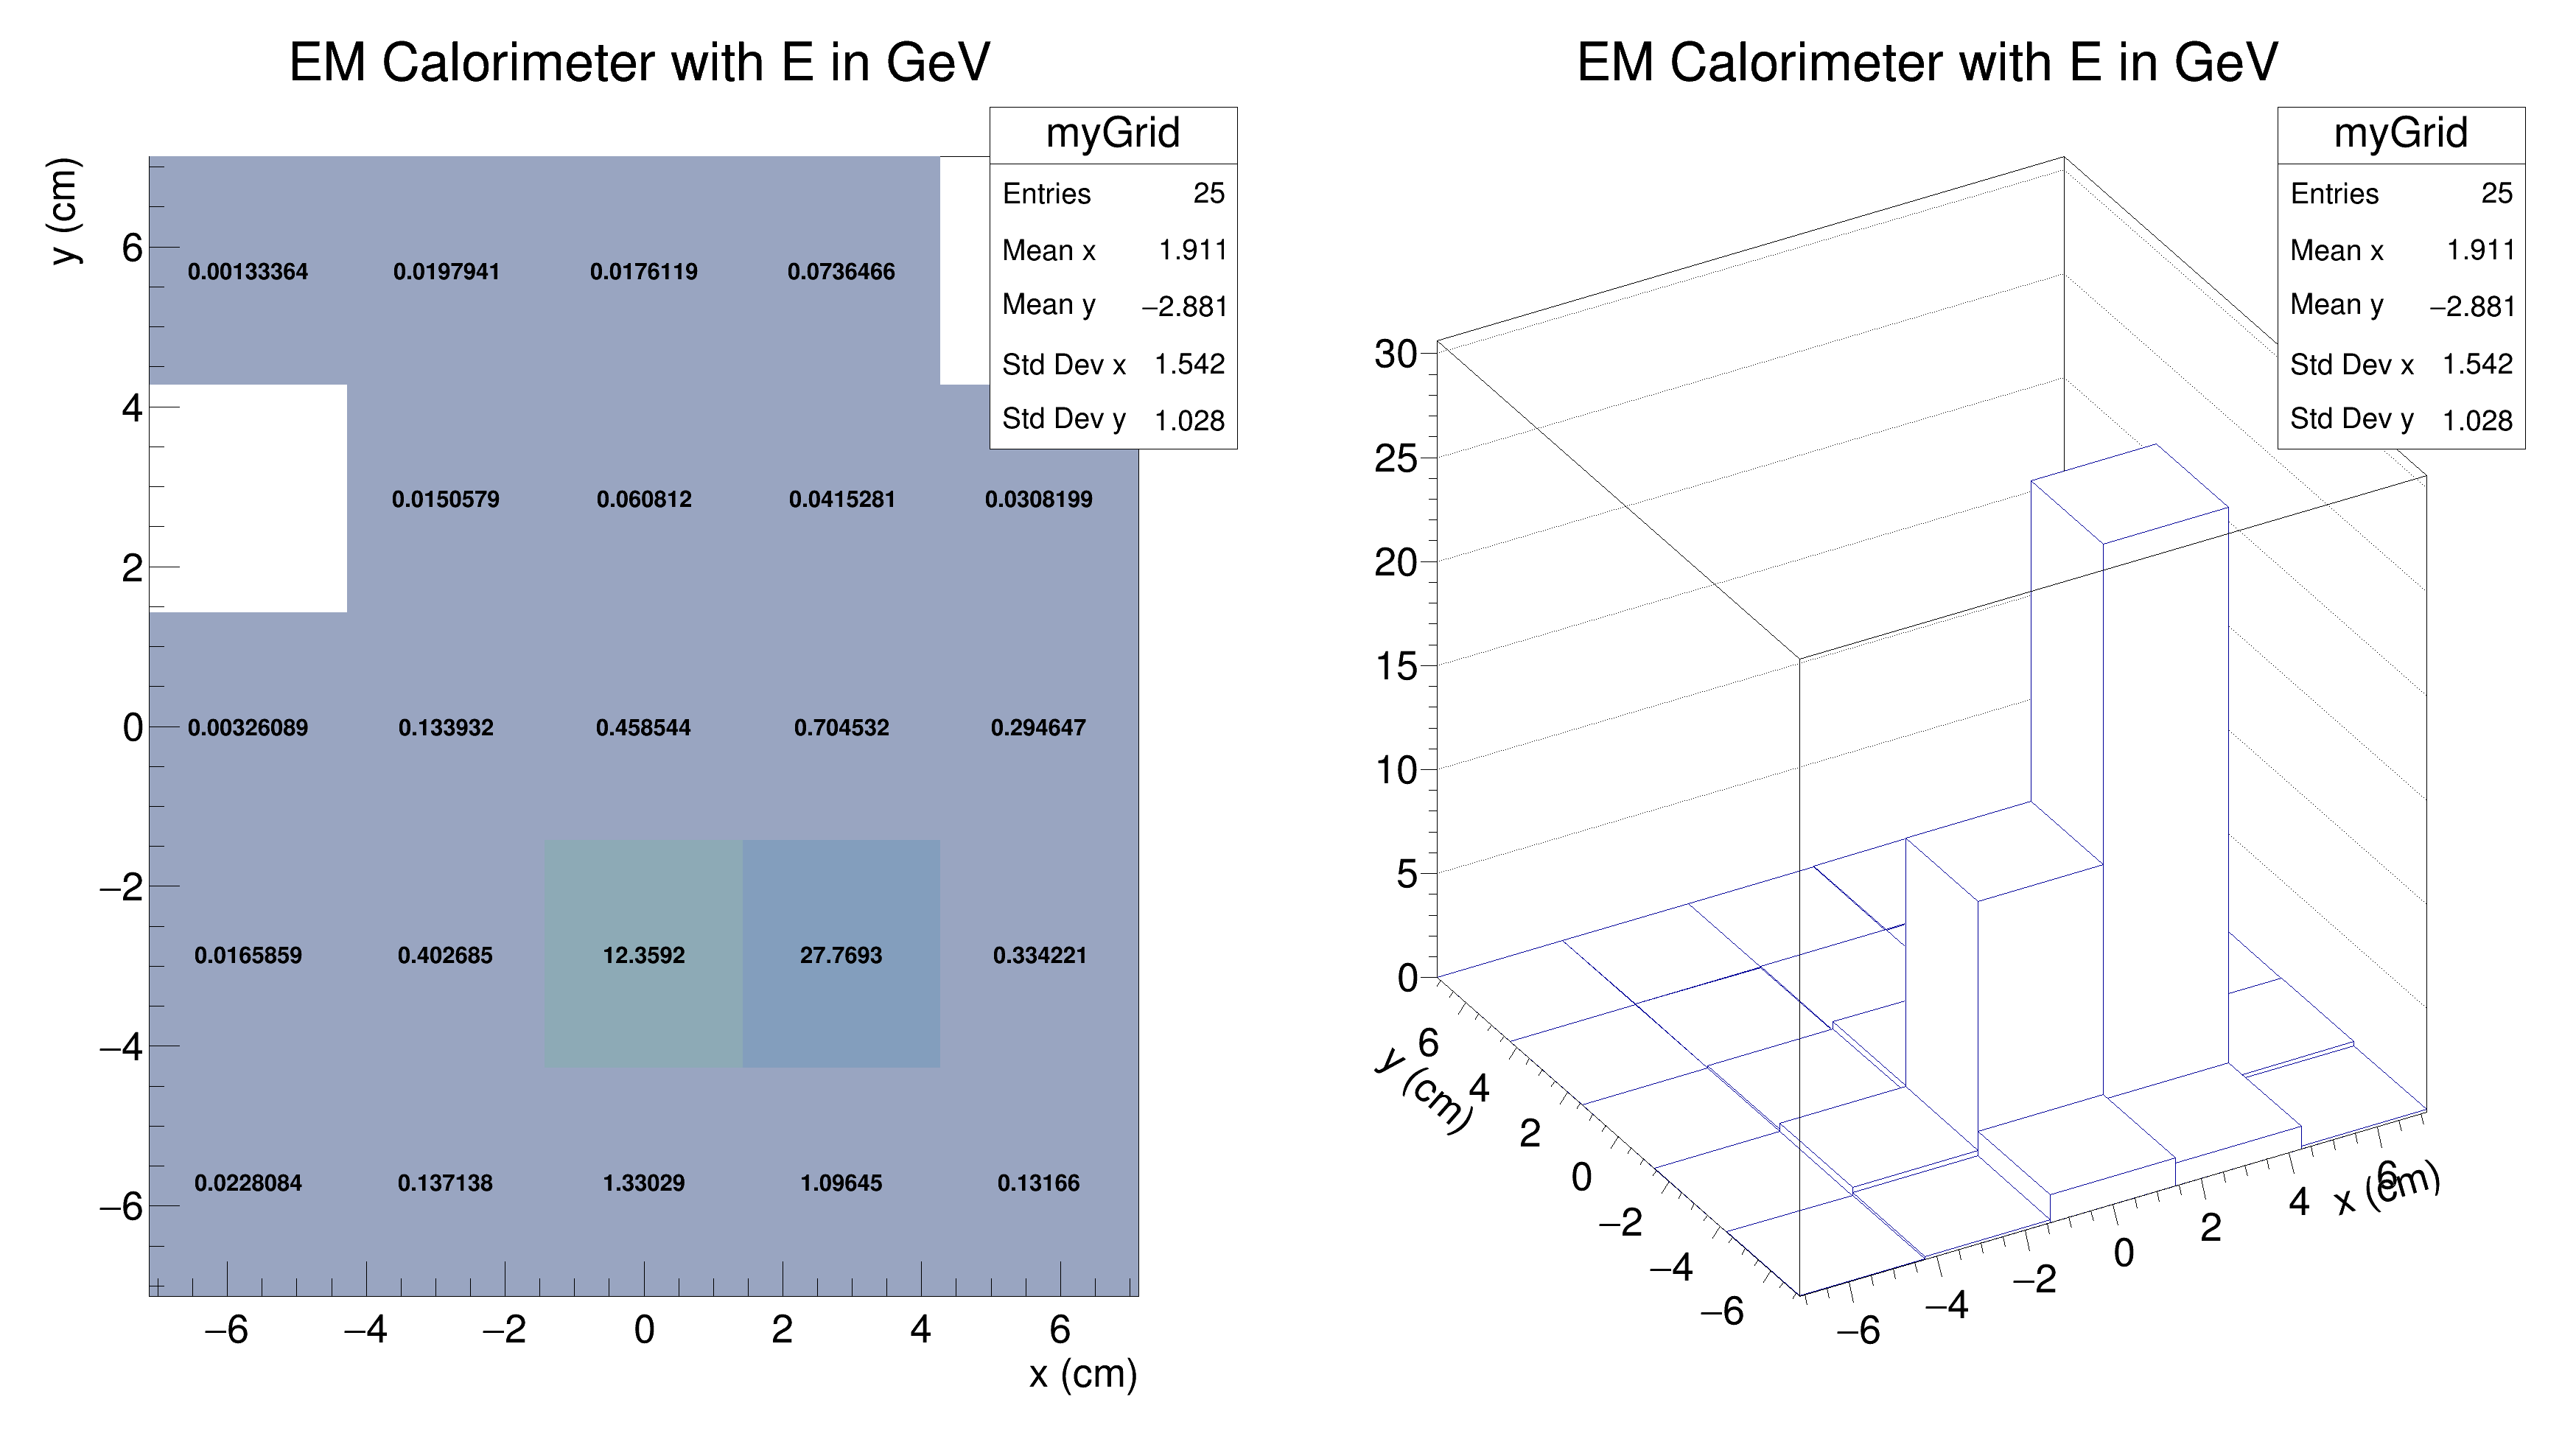 EM Calorimeter with E in GeV
myGrid
Entries 25
Mean x 1.911
Mean y −2.881
Std Dev x 1.542
Std Dev y 1.028
y (cm)
6
4
2
0
−2
−4
−6
0.00133364 0.0197941 0.0176119 0.0736466
0.0150579 0.060812 0.0415281 0.0308199
0.00326089 0.133932 0.458544 0.704532 0.294647
0.0165859 0.402685 12.3592 27.7693 0.334221
0.0228084 0.137138 1.33029 1.09645 0.13166
−6 −4 −2 0 2 4 6
x (cm)
EM Calorimeter with E in GeV
myGrid
Entries 25
Mean x 1.911
Mean y −2.881
Std Dev x 1.542
Std Dev y 1.028
30
25
20
15
10
5
0
6
4
2
0
−2
−4
−6
y (cm)
−6
−4
−2
0
2
4
6
x (cm)